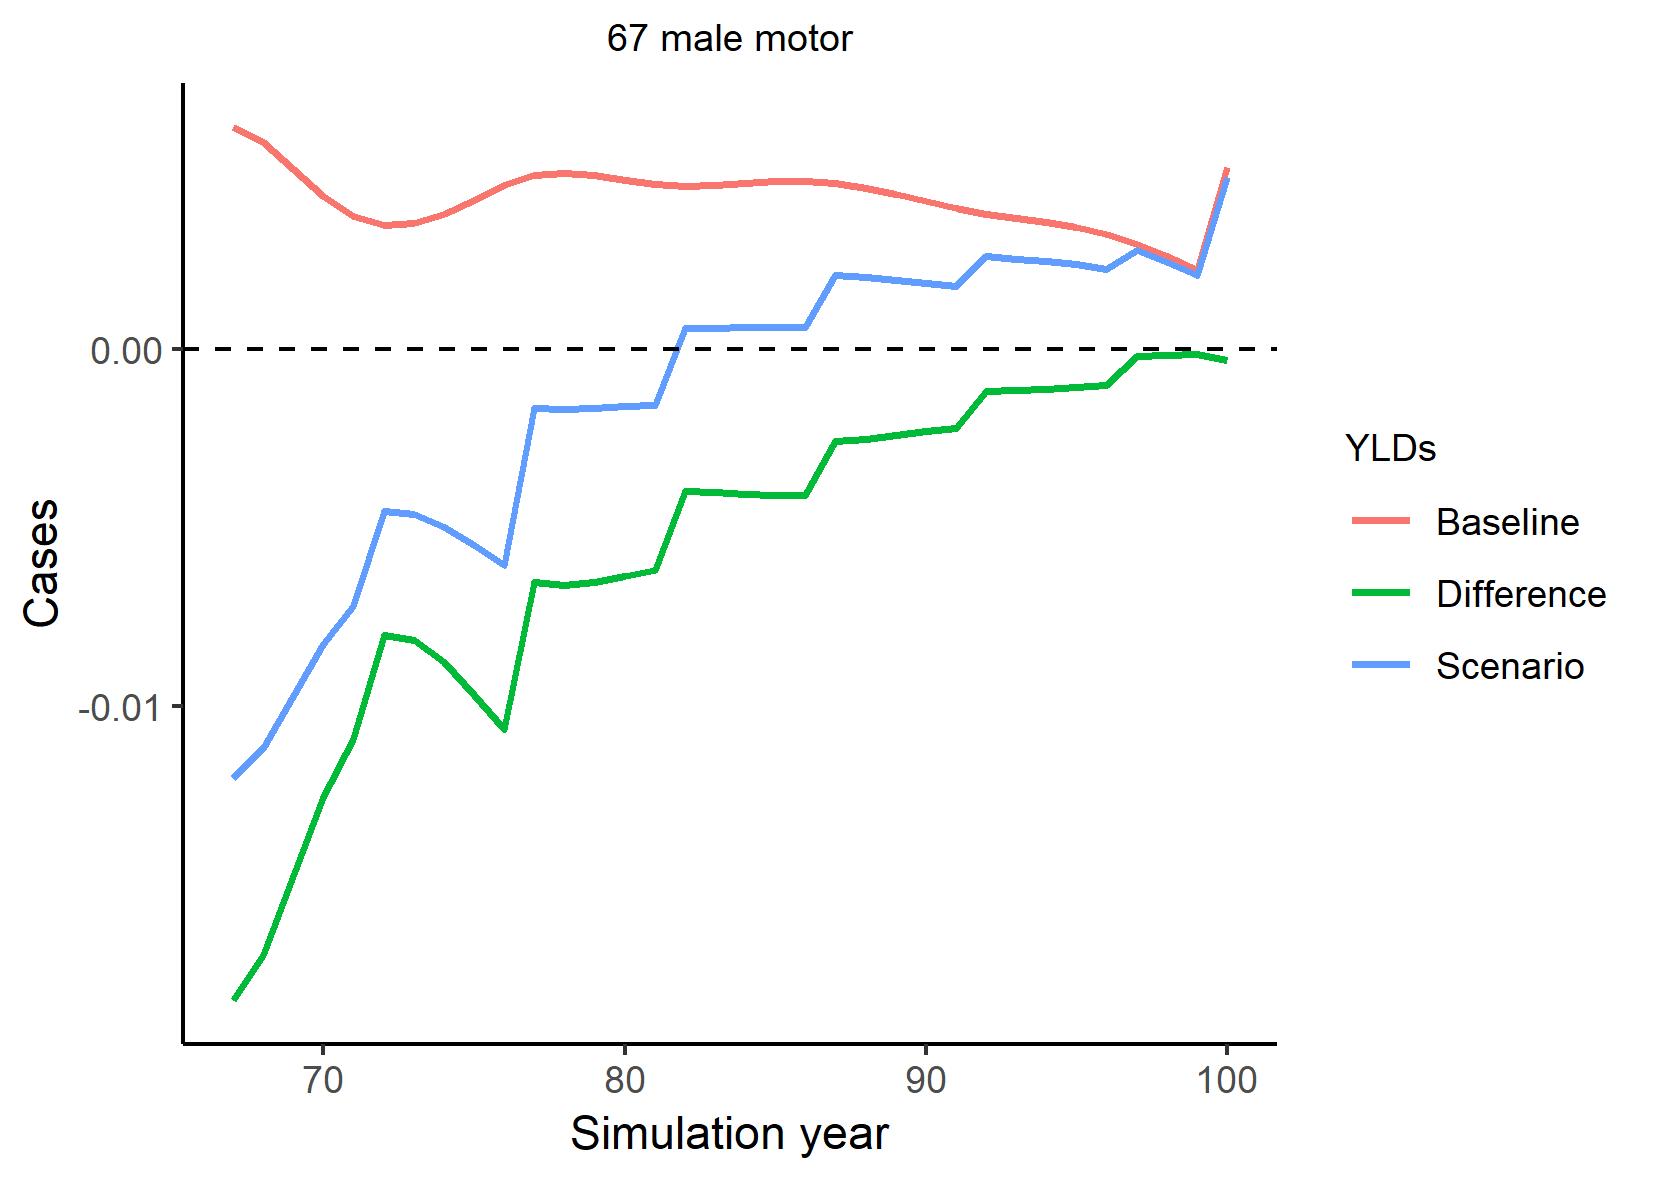 67 male motor
Cases
0.00
-0.01
70 80 90 100
Simulation year
YLDs
Baseline
Difference
Scenario